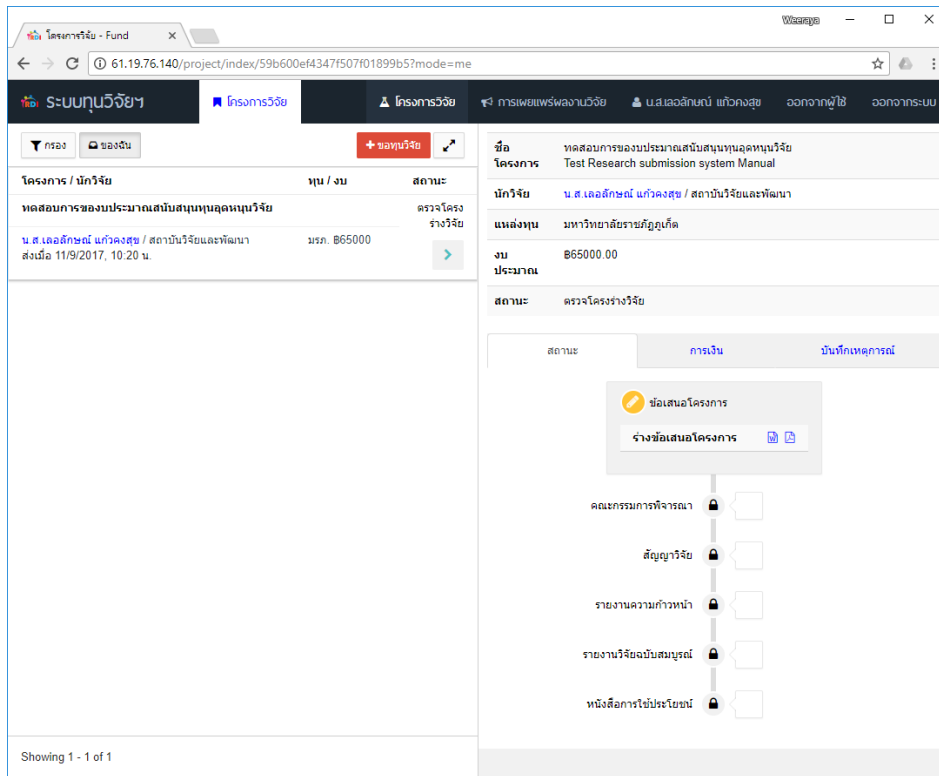 Weeraya
โครงการวิจัย - Fund
61.19.76.140/project/index/59b600ef4347f507f01899b5?mode=me
ระบบทุนวิจัยฯ
โครงการวิจัย
โครงการวิจัย
การเผยแพร่ผลงานวิจัย
น.ส.เลอลักษณ์ แก้วคงสุข
ออกจากผู้ใช้
ออกจากระบบ
กรอง
ของฉัน
ขอทุนวิจัย
โครงการ / นักวิจัย
ทุน / งบ
สถานะ
ทดสอบการของบประมาณสนับสนุนทุนอุดหนุนวิจัย
ตรวจโครง
ร่างวิจัย
น.ส.เลอลักษณ์ แก้วคงสุข / สถาบันวิจัยและพัฒนา
มรภ. ฿65000
ส่งเมื่อ 11/9/2017, 10:20 น.
Showing 1 - 1 of 1
ชื่อ
โครงการ
ทดสอบการของบประมาณสนับสนุนทุนอุดหนุนวิจัย
Test Research submission system Manual
นักวิจัย
น.ส.เลอลักษณ์ แก้วคงสุข / สถาบันวิจัยและพัฒนา
แหล่งทุน
มหาวิทยาลัยราชภัฏภูเก็ต
งบ
ประมาณ
฿65000.00
สถานะ
ตรวจโครงร่างวิจัย
สถานะ
การเงิน
บันทึกเหตุการณ์
ข้อเสนอโครงการ
ร่างข้อเสนอโครงการ
คณะกรรมการพิจารณา
สัญญาวิจัย
รายงานความก้าวหน้า
รายงานวิจัยฉบับสมบูรณ์
หนังสือการใช้ประโยชน์